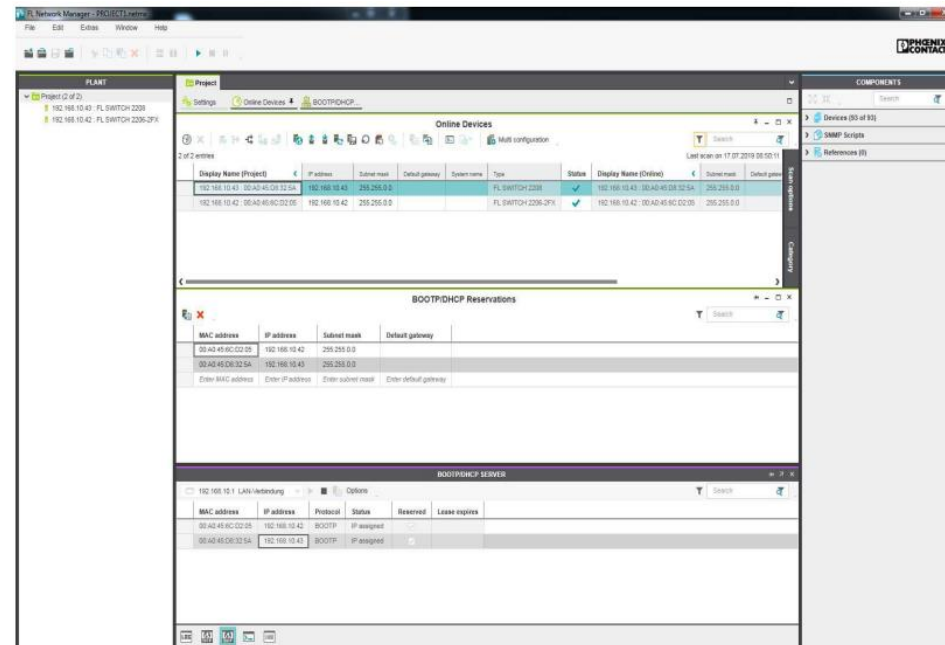 FL Network Manager - PROJECT1.netmx
File Edit Extras Window Help
PHOENIX CONTACT
PLANT
Project (2 of 2)
192.168.10.43 : FL SWITCH 2208
192.168.10.42 : FL SWITCH 2206-2FX
Project
Settings Online Devices BOOTP/DHCP...
Online Devices
Multi configuration Search
2 of 2 entries Last scan on 17.07.2019 08:50:11
Display Name (Project) IP address Subnet mask Default gateway System name Type Status Display Name (Online) Subnet mask Default gatew
192.168.10.43 : 00:A0:45:D8:32:5A 192.168.10.43 255.255.0.0 FL SWITCH 2208 192.168.10.43 : 00:A0:45:D8:32:5A 255.255.0.0
192.168.10.42 : 00:A0:45:6C:D2:05 192.168.10.42 255.255.0.0 FL SWITCH 2206-2FX 192.168.10.42 : 00:A0:45:6C:D2:05 255.255.0.0
Scan options
Category
BOOTP/DHCP Reservations
Search
MAC address IP address Subnet mask Default gateway
00:A0:45:6C:D2:05 192.168.10.42 255.255.0.0
00:A0:45:D8:32:5A 192.168.10.43 255.255.0.0
Enter MAC address Enter IP address Enter subnet mask Enter default gateway
BOOTP/DHCP SERVER
192.168.10.1 LAN-Verbindung Options Search
MAC address IP address Protocol Status Reserved Lease expires
00:A0:45:6C:D2:05 192.168.10.42 BOOTP IP assigned
00:A0:45:D8:32:5A 192.168.10.43 BOOTP IP assigned
COMPONENTS
Search
Devices (93 of 93)
SNMP Scripts
References (0)